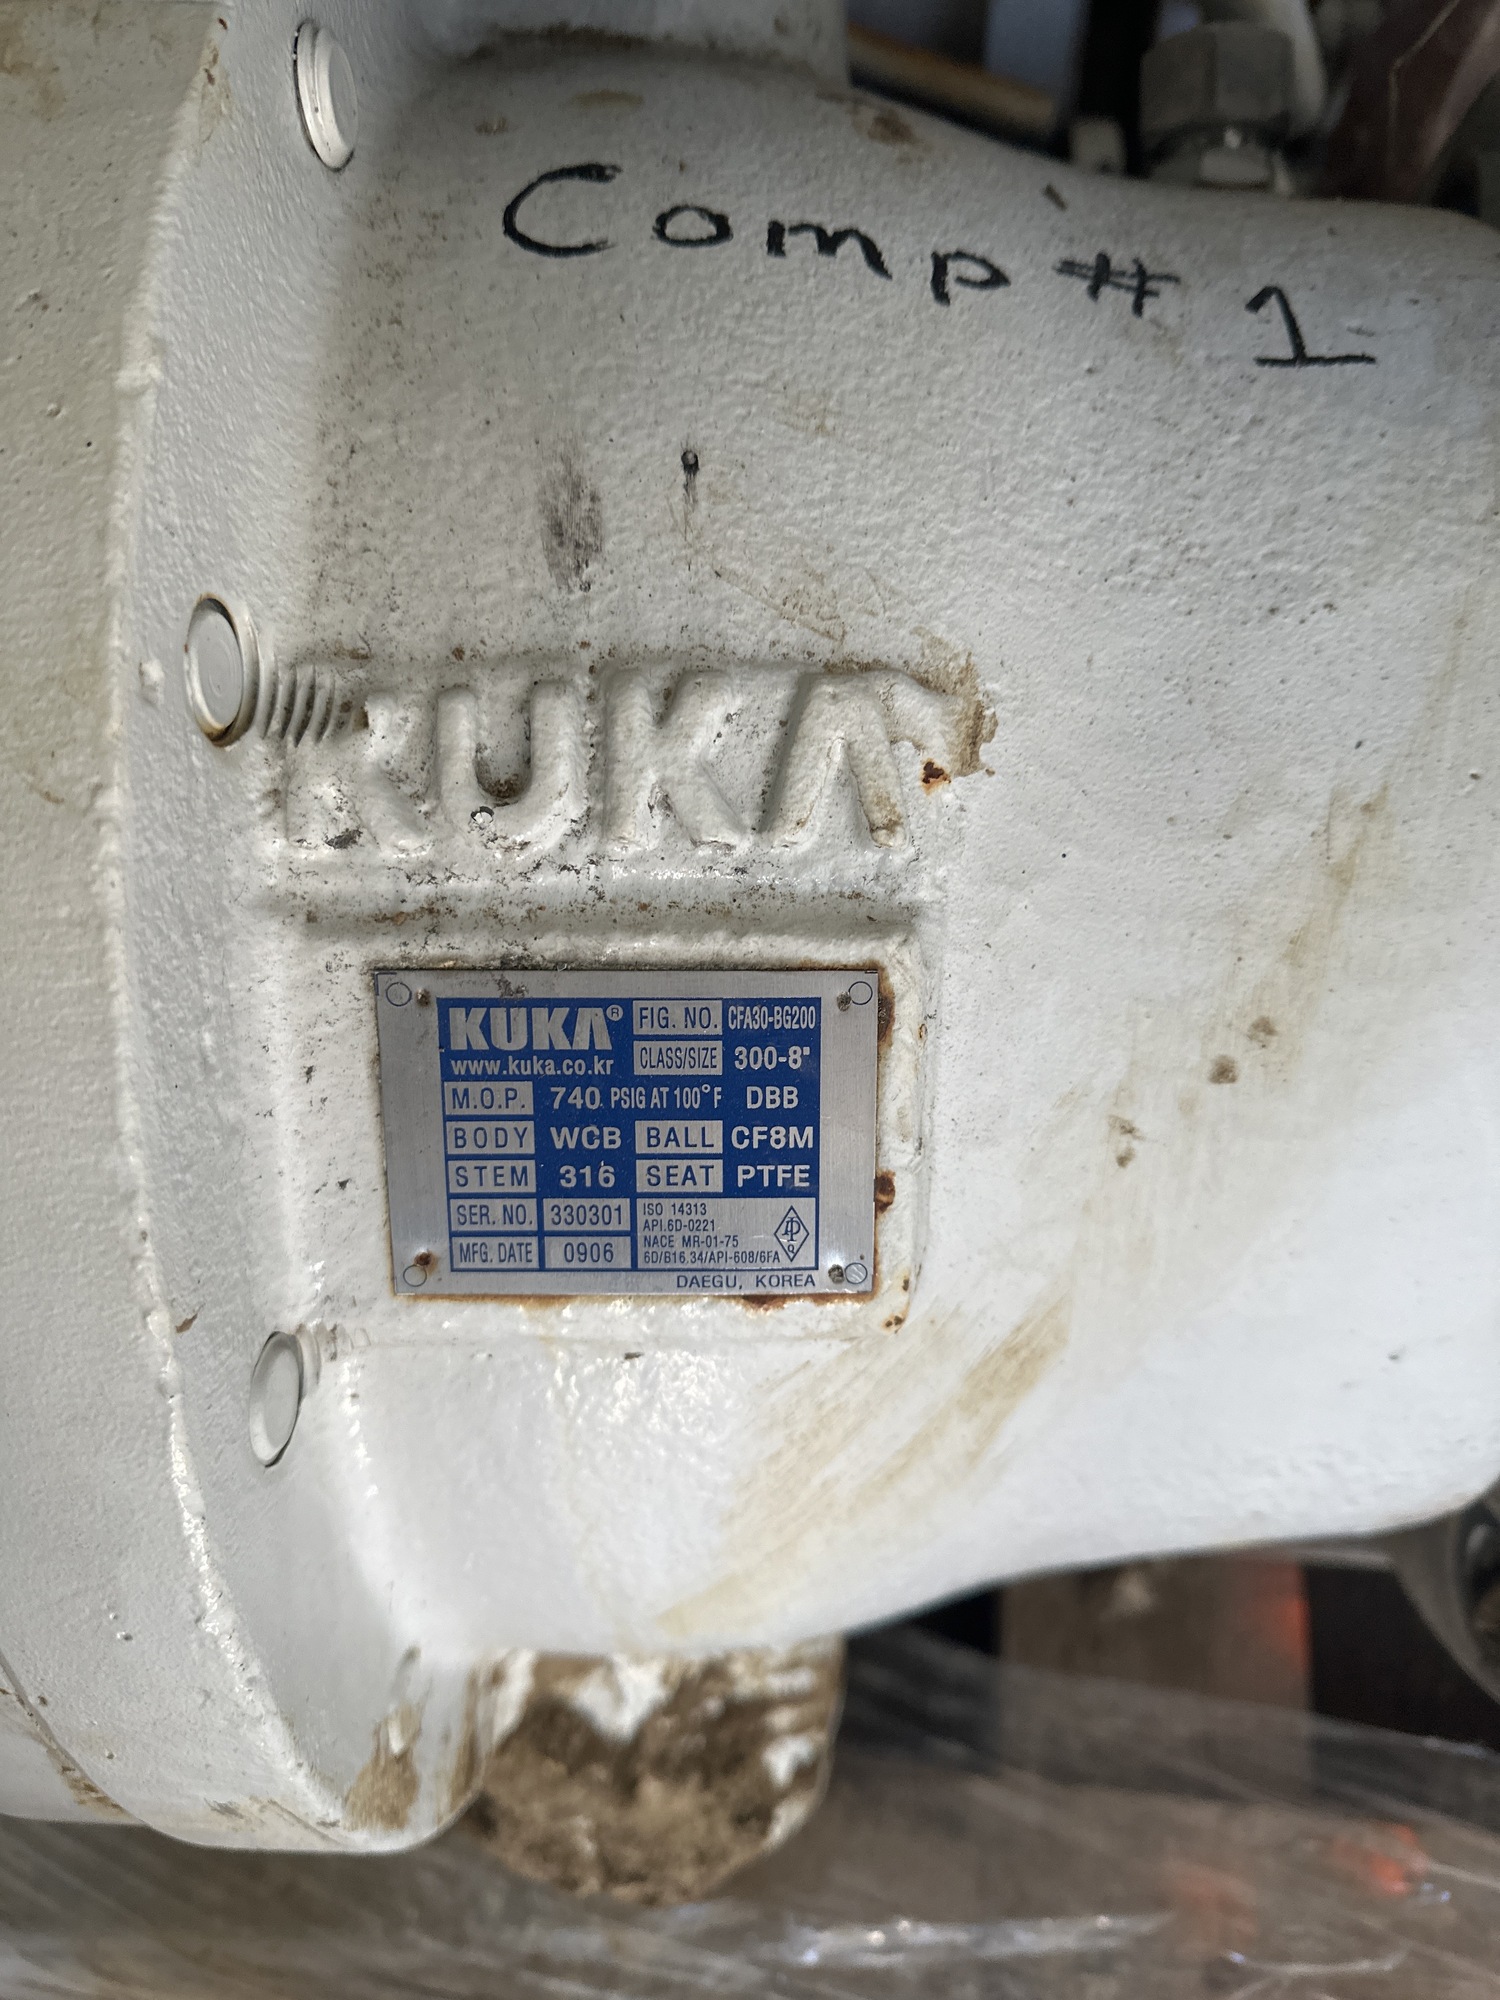 Comp # 1
KUKA
KUKA® FIG. NO. CFA30-BG200
www.kuka.co.kr CLASS/SIZE 300-8"
M.O.P. 740 PSIG AT 100°F DBB
BODY WCB BALL CF8M
STEM 316 SEAT PTFE
SER. NO. 330301
MFG. DATE 0906
ISO 14313
API.6D-0221
NACE MR-01-75
6D/B16.34/API-608/6FA
DAEGU, KOREA